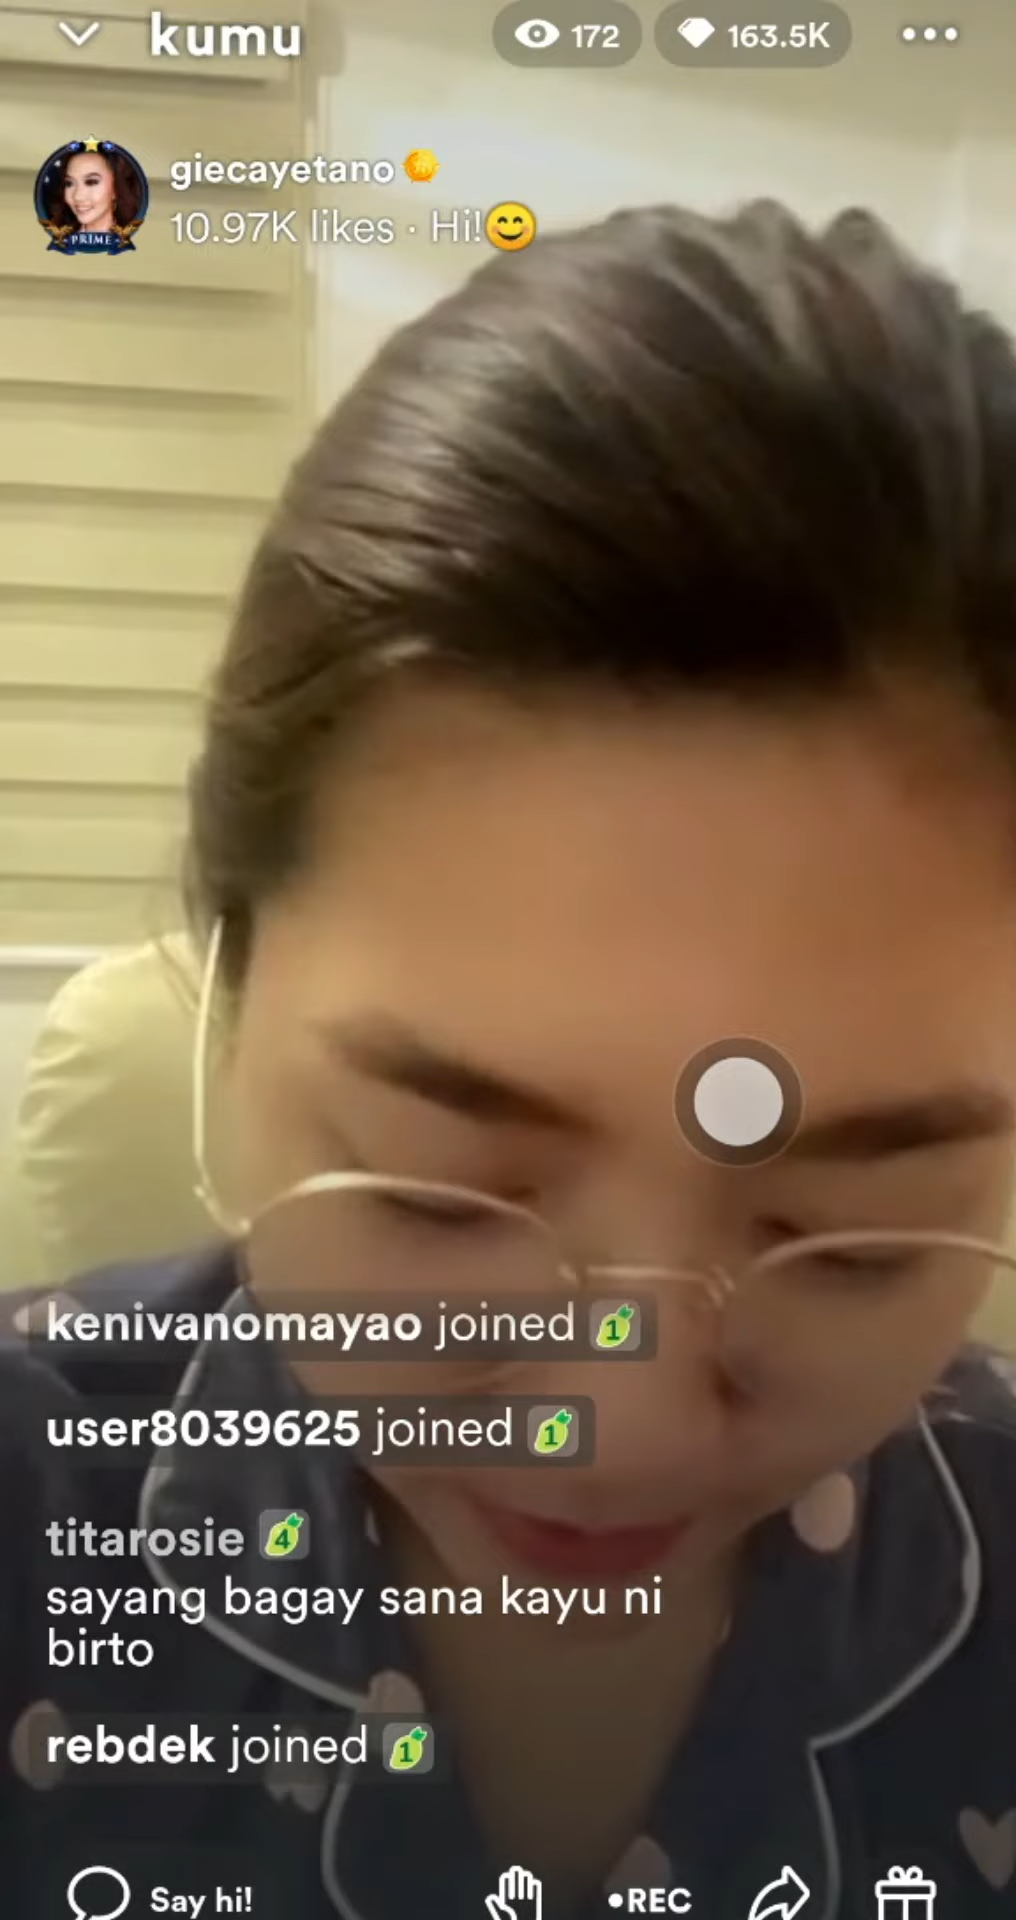 kumu
172
163.5K
giecayetano
10.97K likes · Hi!😊
PRIME
kenivanomayao joined 1
user8039625 joined 1
titarosie 4
sayang bagay sana kayu ni
birto
rebdek joined 1
Say hi!
•REC